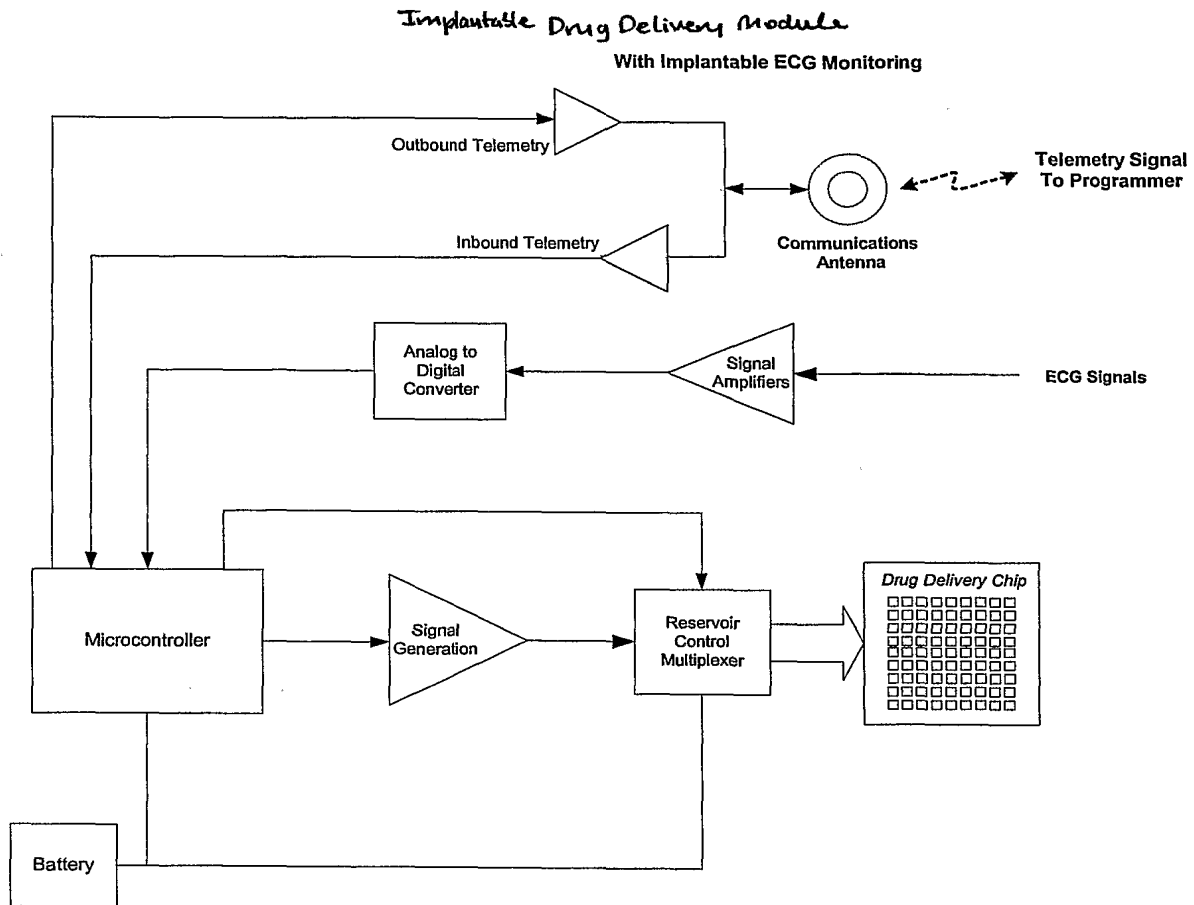 Implantable Drug Delivery Module
With Implantable ECG Monitoring
Outbound Telemetry
Telemetry Signal
To Programmer
Inbound Telemetry
Communications
Antenna
Analog to
Digital
Converter
Signal
Amplifiers
ECG Signals
Microcontroller
Signal
Generation
Reservoir
Control
Multiplexer
Drug Delivery Chip
Battery